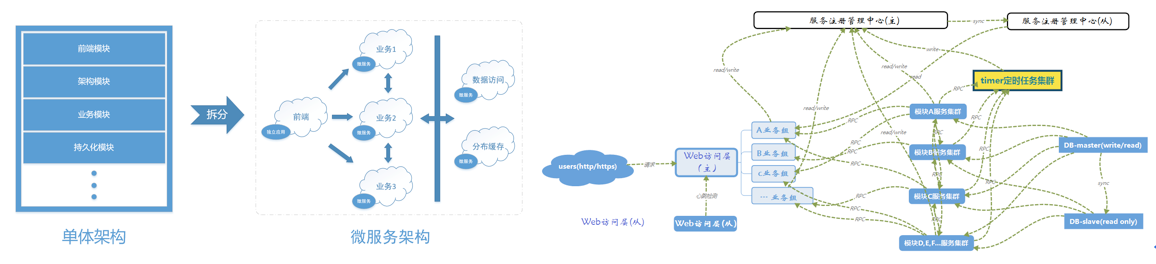 前端模块
架构模块
业务模块
持久化模块
单体架构
拆分
前端
独立应用
业务1
微服务
业务2
微服务
业务3
微服务
数据访问
微服务
分布缓存
微服务
微服务架构
服务注册管理中心(主)
sync
服务注册管理中心(从)
write
read/write
read
read/write
read/write
timer定时任务集群
RPC
users(http/https)
请求
Web访问层
(主)
心跳检测
Web访问层(从)
Web访问层(从)
A业务组
B业务组
c业务组
… 业务组
RPC
RPC
RPC
RPC
RPC
RPC
RPC
RPC
RPC
模块A服务集群
模块B服务集群
模块C服务集群
模块D,E,F...服务集群
DB-master(write/read)
sync
DB-slave(read only)